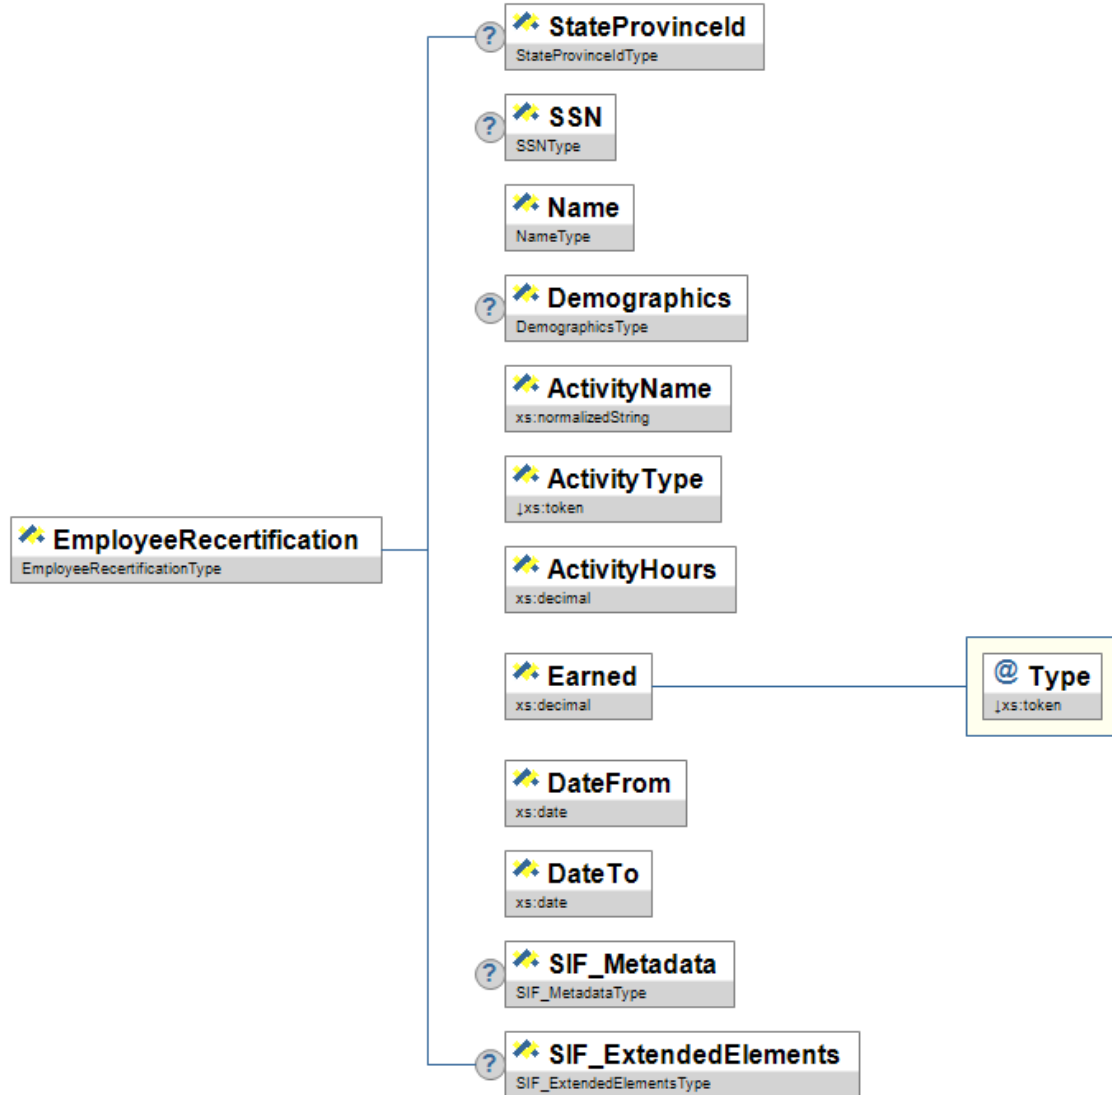 ?
StateProvinceId
StateProvinceIdType
?
SSN
SSNType
Name
NameType
?
Demographics
DemographicsType
ActivityName
xs:normalizedString
ActivityType
↓xs:token
EmployeeRecertification
EmployeeRecertificationType
ActivityHours
xs:decimal
Earned
xs:decimal
@ Type
↓xs:token
DateFrom
xs:date
DateTo
xs:date
?
SIF_Metadata
SIF_MetadataType
?
SIF_ExtendedElements
SIF_ExtendedElementsType